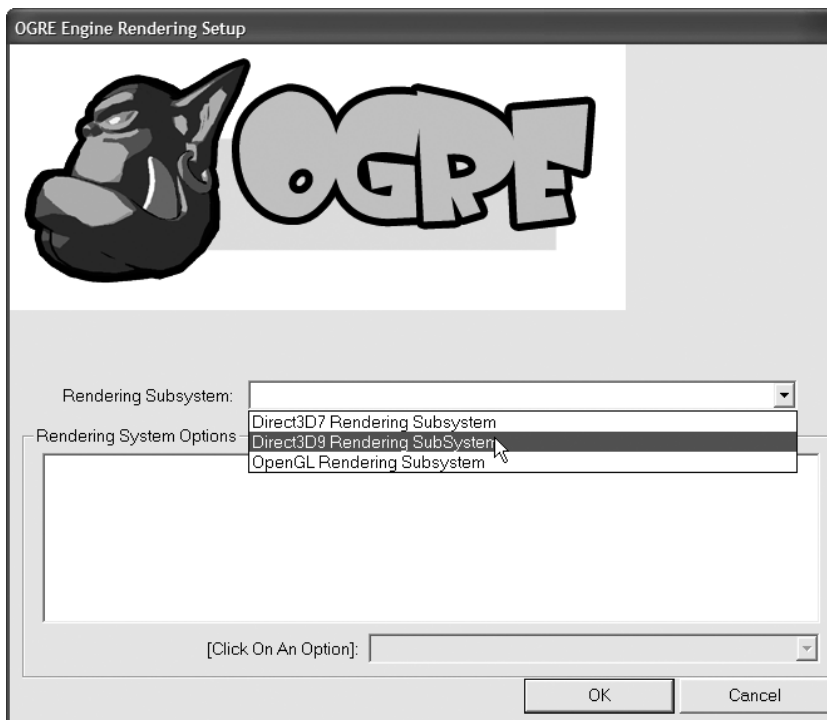 OGRE Engine Rendering Setup
OGRE
Rendering Subsystem:
Direct3D7 Rendering Subsystem
Rendering System Options
Direct3D9 Rendering SubSystem
OpenGL Rendering Subsystem
[Click On An Option]:
OK Cancel